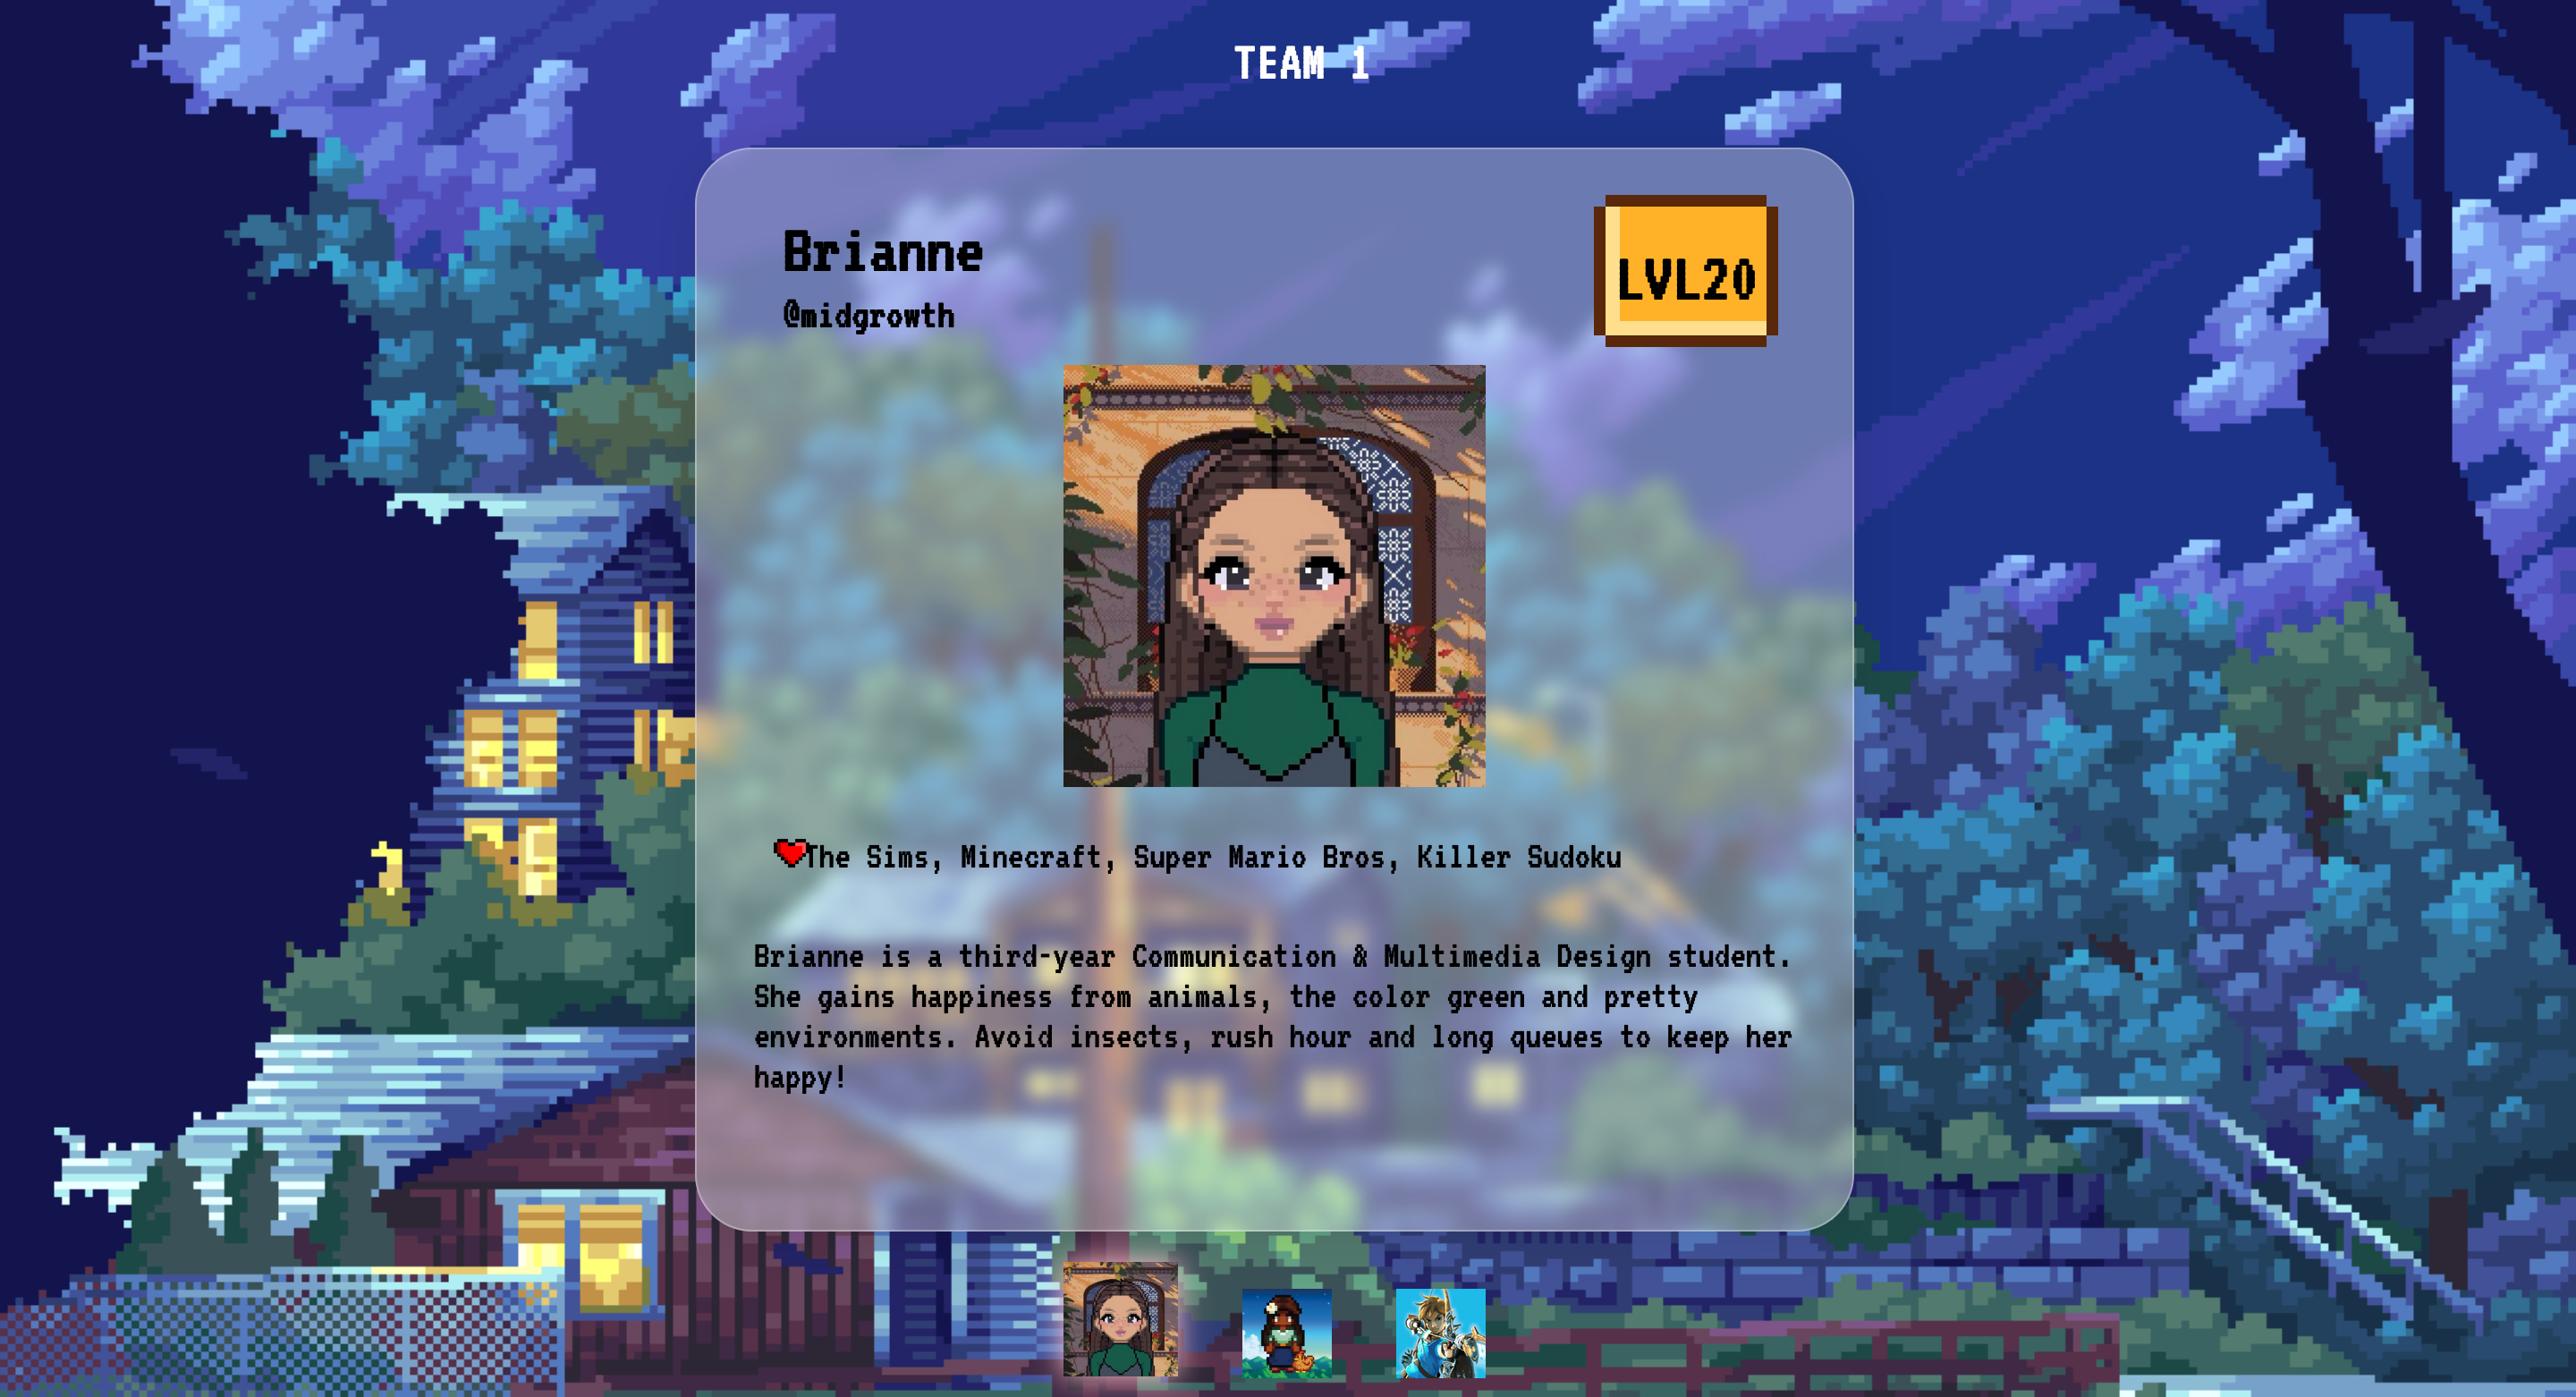 TEAM 1
Brianne
@midgrowth
LVL20
The Sims, Minecraft, Super Mario Bros, Killer Sudoku
Brianne is a third-year Communication & Multimedia Design student.
She gains happiness from animals, the color green and pretty
environments. Avoid insects, rush hour and long queues to keep her
happy!